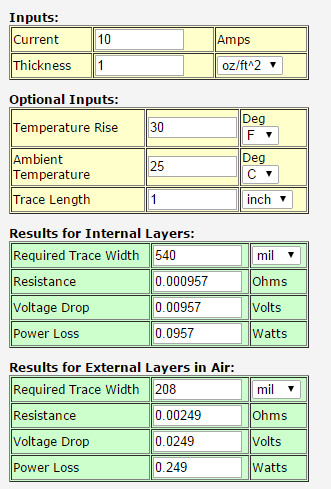 Inputs:
Current 10 Amps
Thickness 1 oz/ft^2
Optional Inputs:
Temperature Rise 30 Deg F
Ambient Temperature 25 Deg C
Trace Length 1 inch
Results for Internal Layers:
Required Trace Width 540 mil
Resistance 0.000957 Ohms
Voltage Drop 0.00957 Volts
Power Loss 0.0957 Watts
Results for External Layers in Air:
Required Trace Width 208 mil
Resistance 0.00249 Ohms
Voltage Drop 0.0249 Volts
Power Loss 0.249 Watts